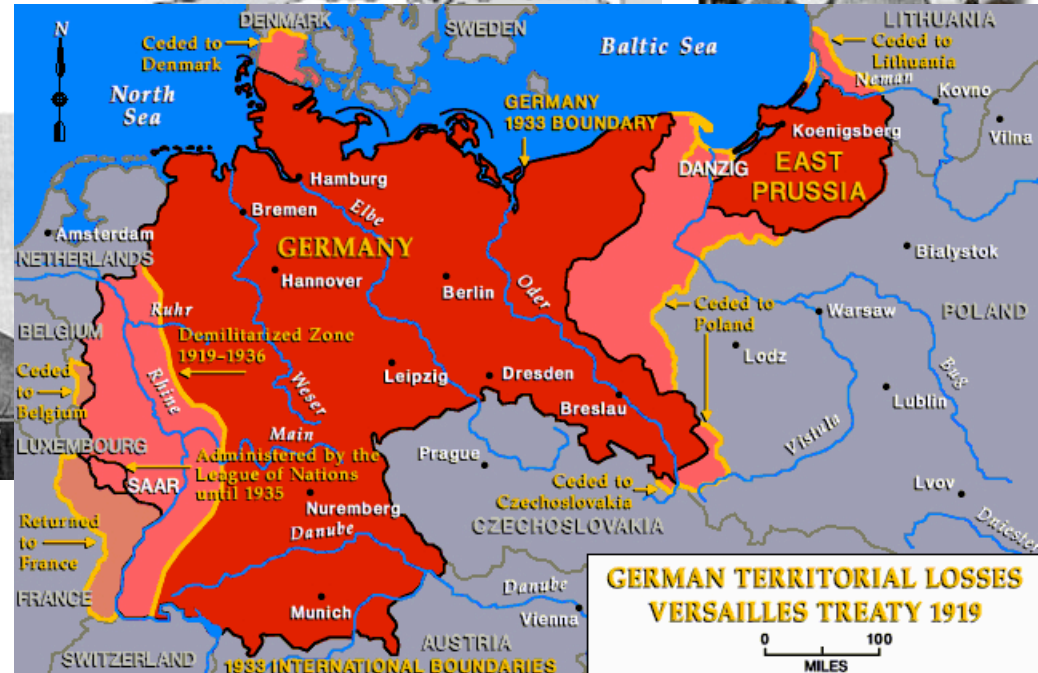 DENMARK
SWEDEN
LITHUANIA
Ceded to
Denmark
Baltic Sea
Ceded to
Lithuania
N
North
Sea
GERMANY
1933 BOUNDARY
Neman
Kovno
Koenigsberg
Vilna
DANZIG
EAST
PRUSSIA
Hamburg
Bremen
Elbe
Amsterdam
NETHERLANDS
GERMANY
Hannover
Berlin
Oder
Bialystok
Ruhr
BELGIUM
Demilitarized Zone
1919-1936
Ceded to
Poland
Warsaw
POLAND
Lodz
Bug
Ceded
to
Belgium
Rhine
Weser
Leipzig
Dresden
Breslau
Lublin
LUXEMBOURG
Main
Vistula
SAAR
Administered by the
League of Nations
until 1935
Prague
Nuremberg
Ceded to
Czechoslovakia
Lvov
Returned
to
France
Danube
CZECHOSLOVAKIA
Dniester
FRANCE
Munich
Danube
Vienna
SWITZERLAND
AUSTRIA
1933 INTERNATIONAL BOUNDARIES
GERMAN TERRITORIAL LOSSES
VERSAILLES TREATY 1919
0 100
MILES